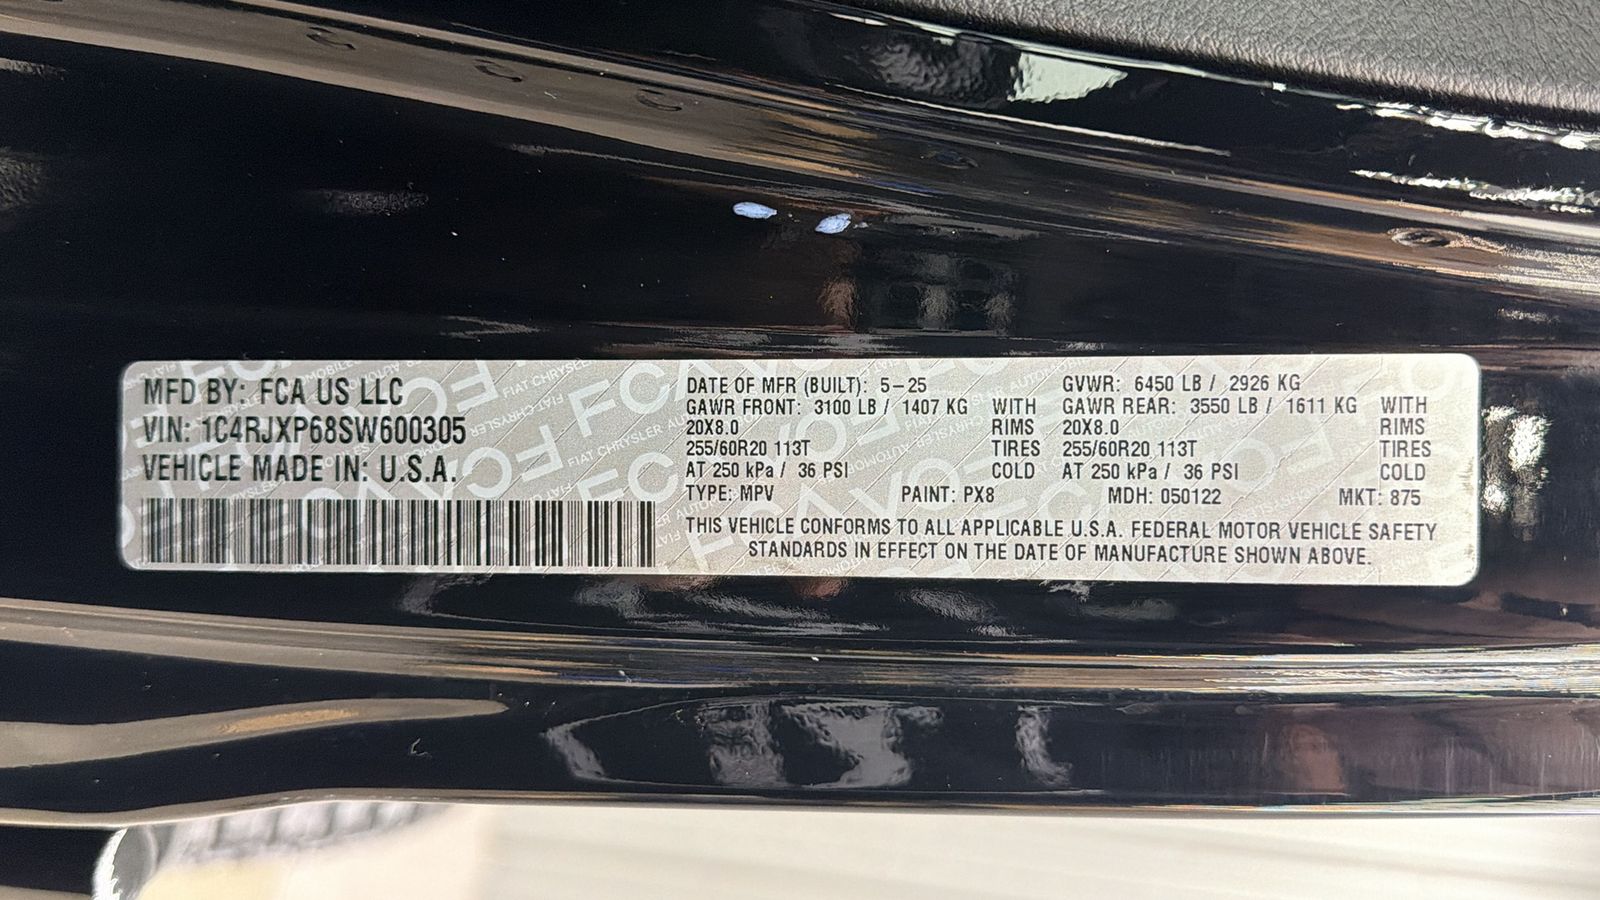 MFD BY: FCA US LLC
VIN: 1C4RJXP68SW600305
VEHICLE MADE IN: U.S.A.
DATE OF MFR (BUILT): 5-25
GAWR FRONT: 3100 LB / 1407 KG WITH
20X8.0 RIMS
255/60R20 113T TIRES
AT 250 kPa / 36 PSI COLD
GVWR: 6450 LB / 2926 KG
GAWR REAR: 3550 LB / 1611 KG WITH
20X8.0 RIMS
255/60R20 113T TIRES
AT 250 kPa / 36 PSI COLD
TYPE: MPV PAINT: PX8 MDH: 050122 MKT: 875
THIS VEHICLE CONFORMS TO ALL APPLICABLE U.S.A. FEDERAL MOTOR VEHICLE SAFETY
STANDARDS IN EFFECT ON THE DATE OF MANUFACTURE SHOWN ABOVE.